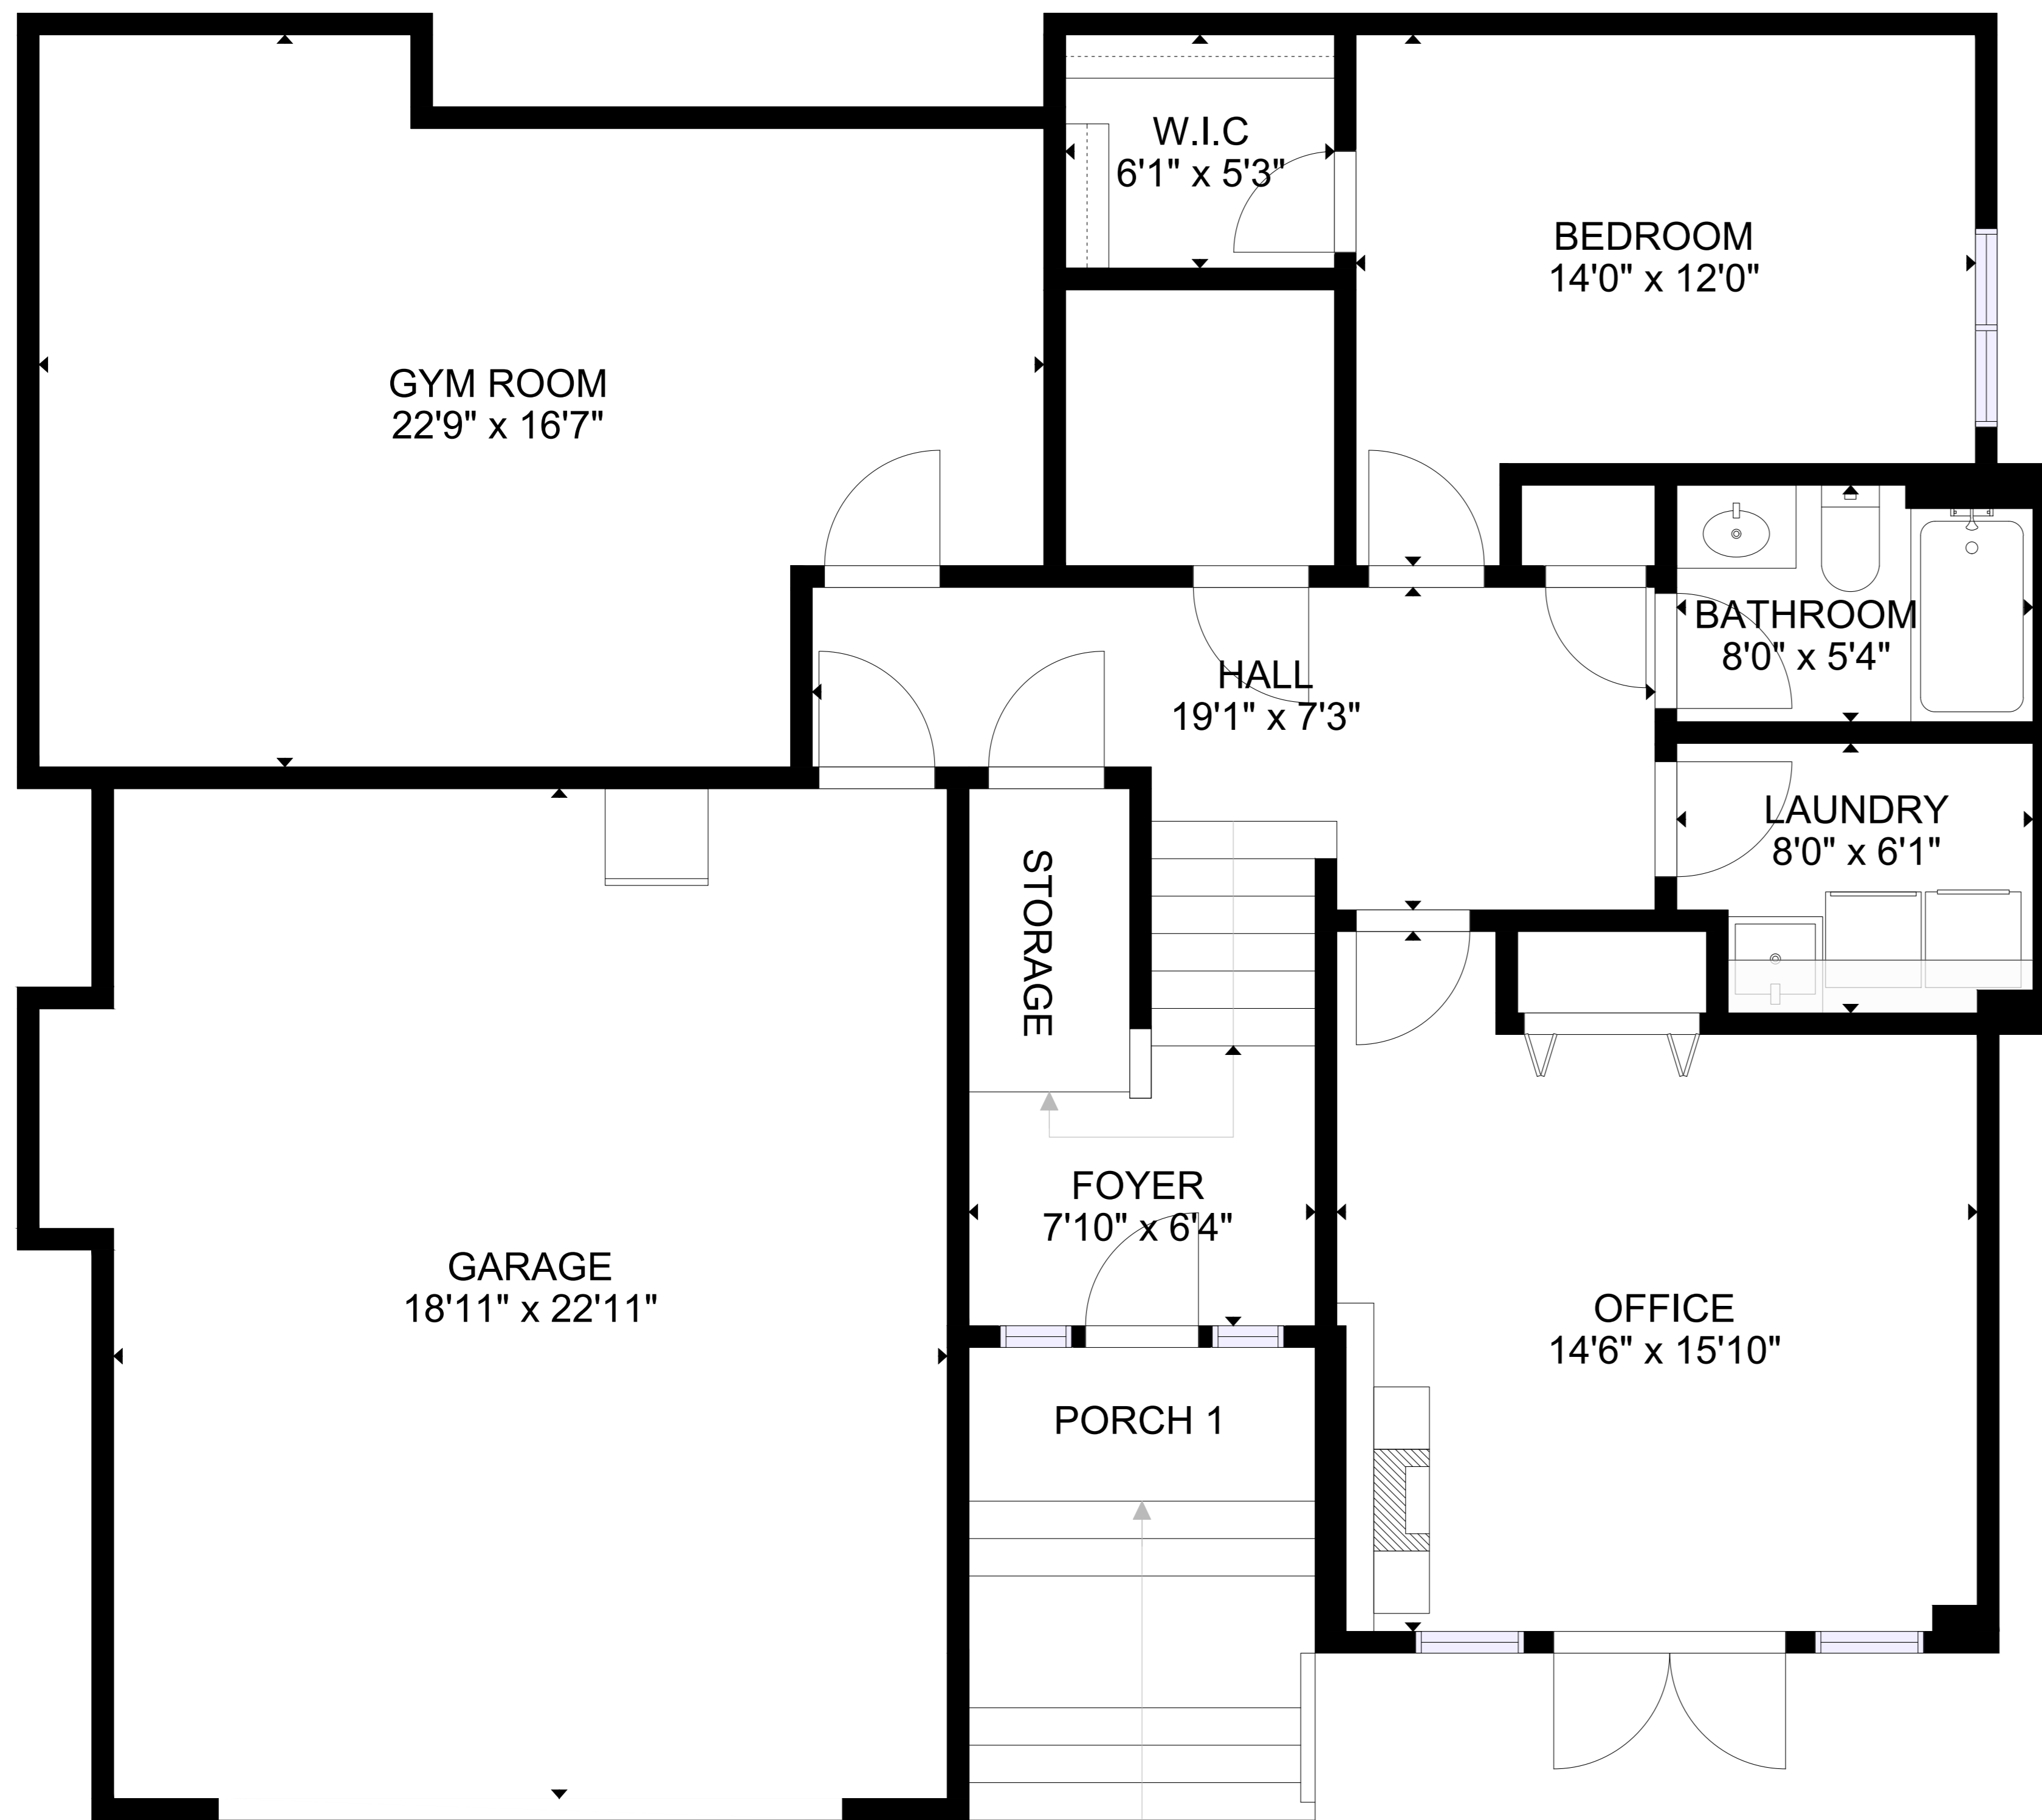 W.I.C
6'1" x 5'3"
BEDROOM
14'0" x 12'0"
GYM ROOM
22'9" x 16'7"
BATHROOM
8'0" x 5'4"
HALL
19'1" x 7'3"
LAUNDRY
8'0" x 6'1"
STORAGE
FOYER
7'10" x 6'4"
GARAGE
18'11" x 22'11"
OFFICE
14'6" x 15'10"
PORCH 1